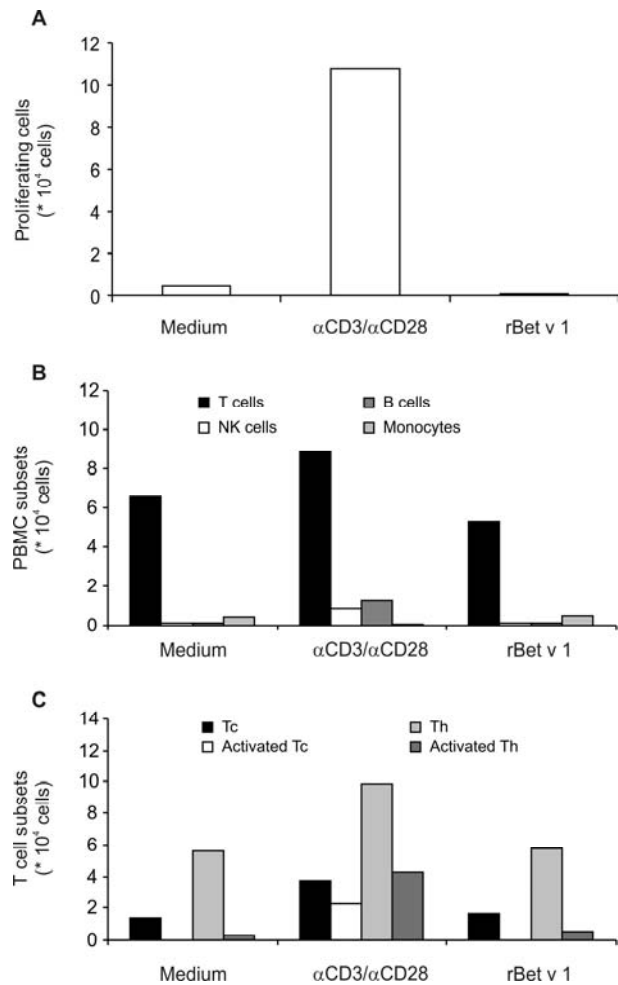 A
Proliferating cells
(* 10⁴ cells)
12
10
8
6
4
2
0
Medium αCD3/αCD28 rBet v 1
B
PBMC subsets
(* 10⁴ cells)
12
10
8
6
4
2
0
T cells B cells
NK cells Monocytes
Medium αCD3/αCD28 rBet v 1
C
T cell subsets
(* 10⁴ cells)
14
12
10
8
6
4
2
0
Tc Th
Activated Tc Activated Th
Medium αCD3/αCD28 rBet v 1